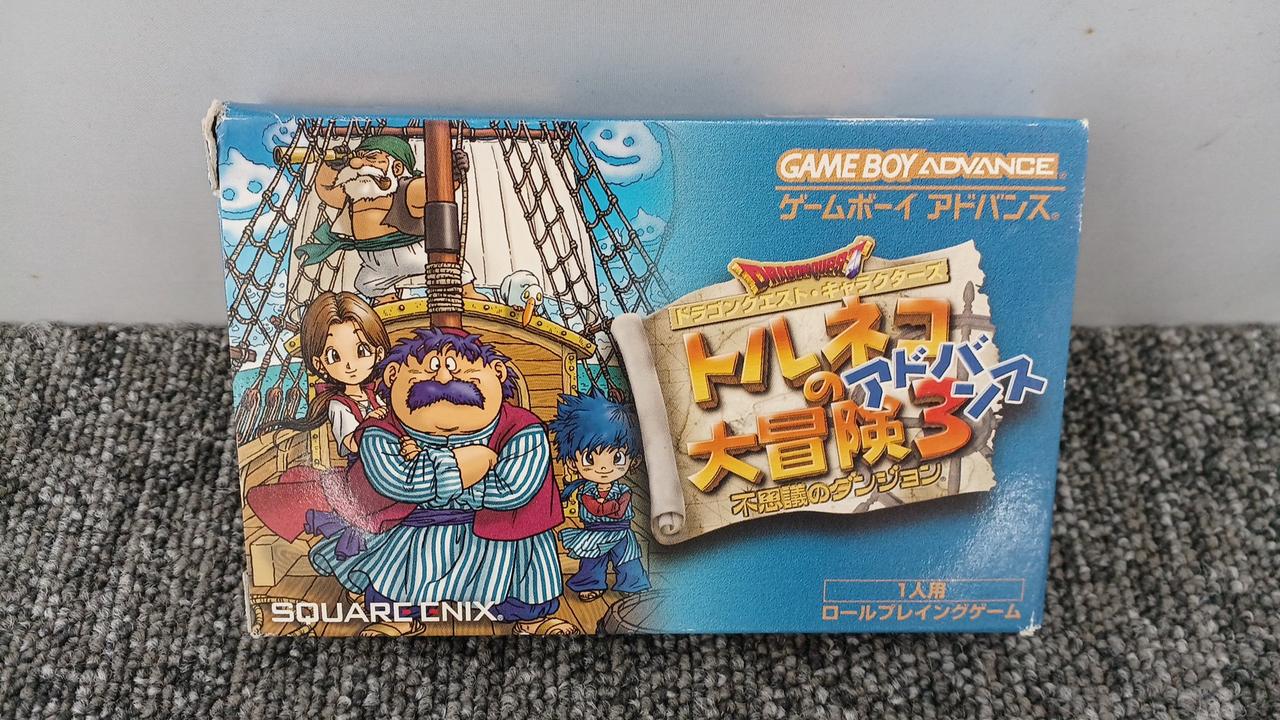 GAME BOY ADVANCE
ゲームボーイ アドバンス
DRAGON QUEST
ドラゴンクエスト・キャラクターズ
トルネコ
の
アドバンス
大冒険3
不思議のダンジョン
1人用
ロールプレイングゲーム
SQUARE ENIX